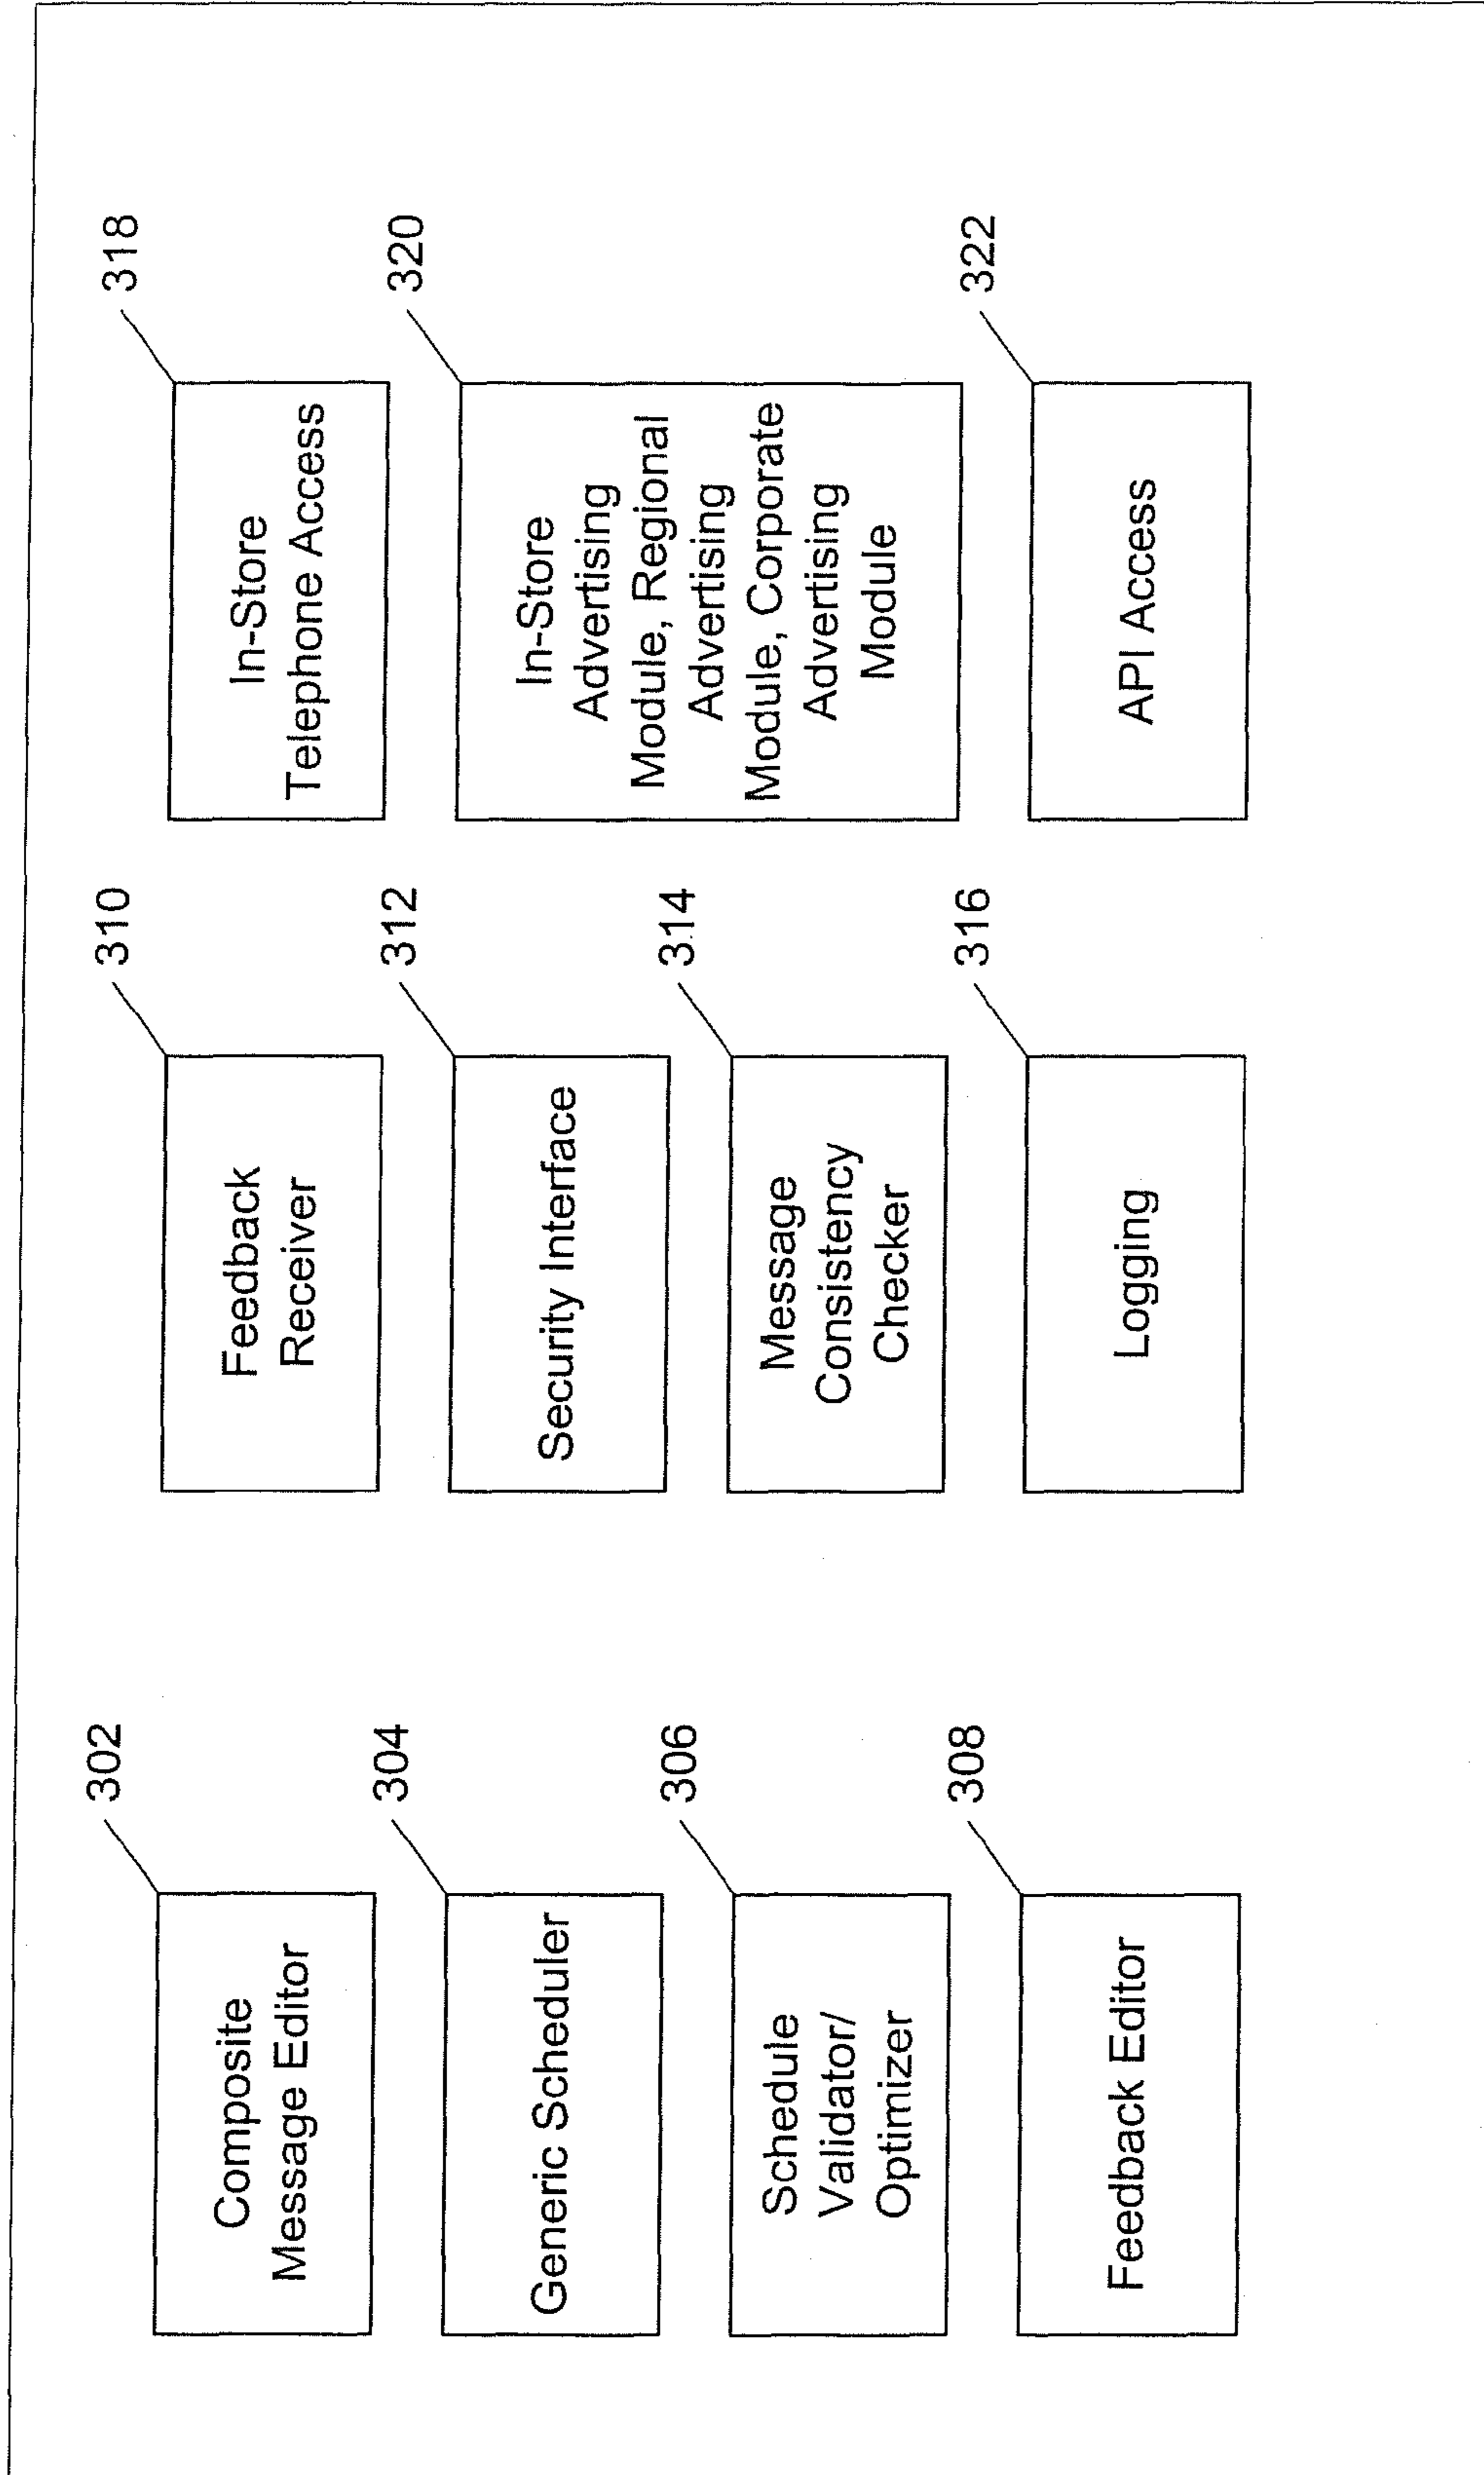 302
Composite
Message Editor
304
Generic Scheduler
306
Schedule
Validator/
Optimizer
308
Feedback Editor
310
Feedback
Receiver
312
Security Interface
314
Message
Consistency
Checker
316
Logging
318
In-Store
Telephone Access
320
In-Store
Advertising
Module, Regional
Advertising
Module, Corporate
Advertising
Module
322
API Access